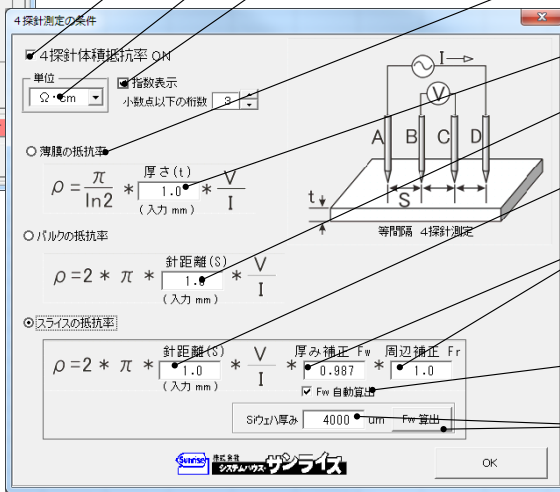 4探針測定の条件
4探針体積抵抗率 ON
単位
Ω・cm
指数表示
小数点以下の桁数 3
薄膜の抵抗率
ρ = π / ln2 * 厚さ(t) 1.0 * V / I
(入力 mm)
バルクの抵抗率
ρ = 2 * π * 針距離(S) 1.0 * V / I
(入力 mm)
スライスの抵抗率
ρ = 2 * π * 針距離(S) 1.0 * V / I * 厚み補正 Fw 0.987 * 周辺補正 Fr 1.0
(入力 mm)
Fw 自動算出
Siウェハ厚み 4000 um Fw 算出
I
V
A B C D
S
t
等間隔 4探針測定
Sunrise 株式会社 システムハウス サンライズ
OK